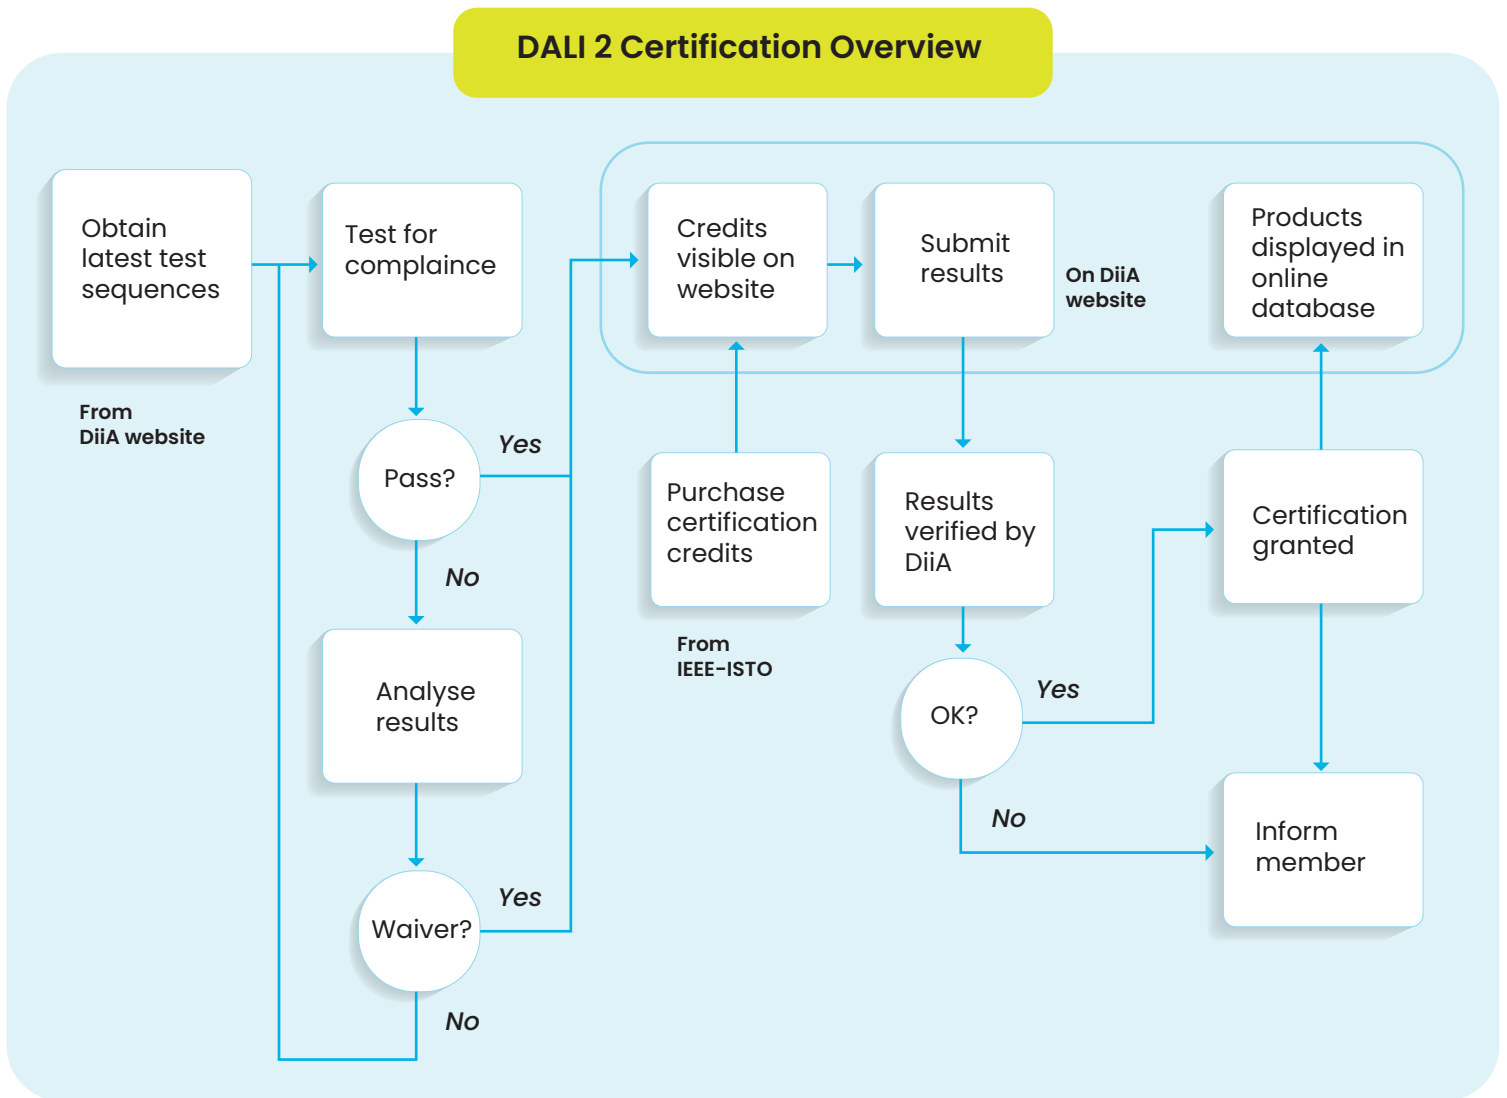 DALI 2 Certification Overview
Obtain
latest test
sequences
From
DiiA website
Test for
complaince
Pass?
Yes
No
Analyse
results
Waiver?
Yes
No
Credits
visible on
website
Purchase
certification
credits
From
IEEE-ISTO
Submit
results
On DiiA
website
Results
verified by
DiiA
OK?
Yes
No
Products
displayed in
online
database
Certification
granted
Inform
member